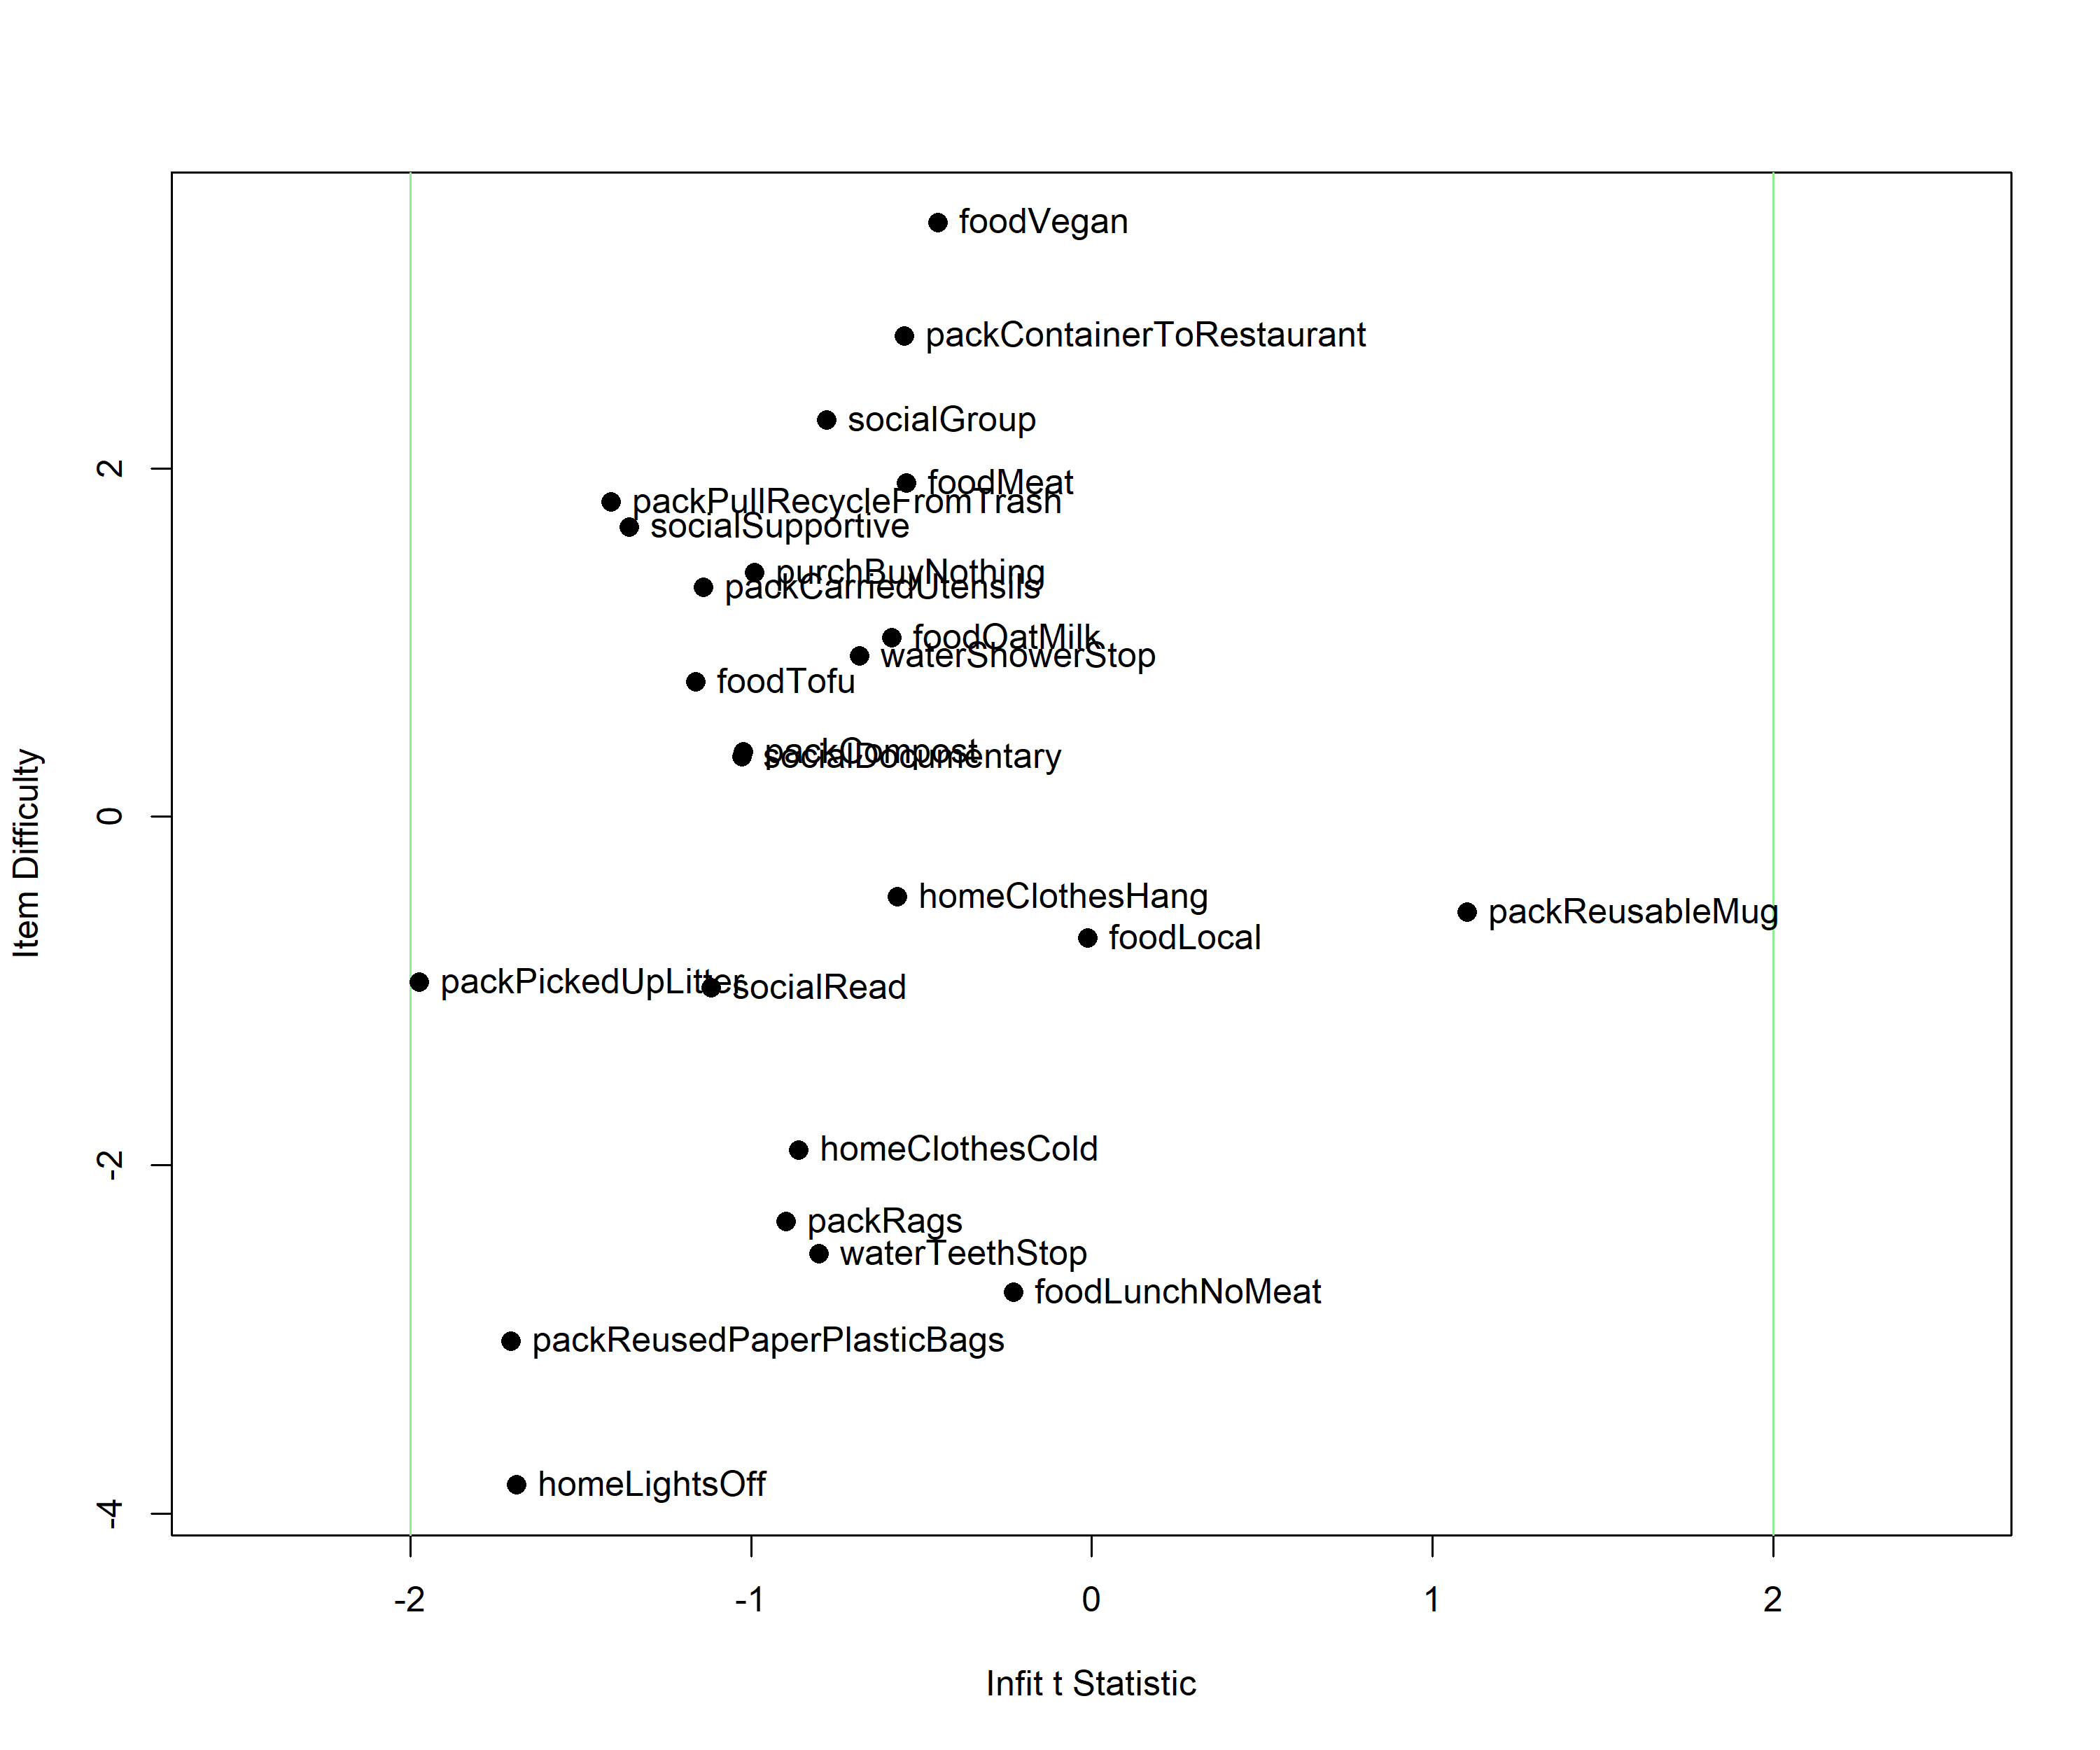 foodVegan
packContainerToRestaurant
socialGroup
2
foodMeat
packPullRecycleFromTrash
socialSupportive
purchBuyNothing
packCarriedUtensils
foodOatMilk
waterShowerStop
foodTofu
packCompost
socialDocumentary
0
Item Difficulty
homeClothesHang
packReusableMug
foodLocal
packPickedUpLitter
socialRead
homeClothesCold
-2
packRags
waterTeethStop
foodLunchNoMeat
packReusedPaperPlasticBags
homeLightsOff
-4
-2 -1 0 1 2
Infit t Statistic